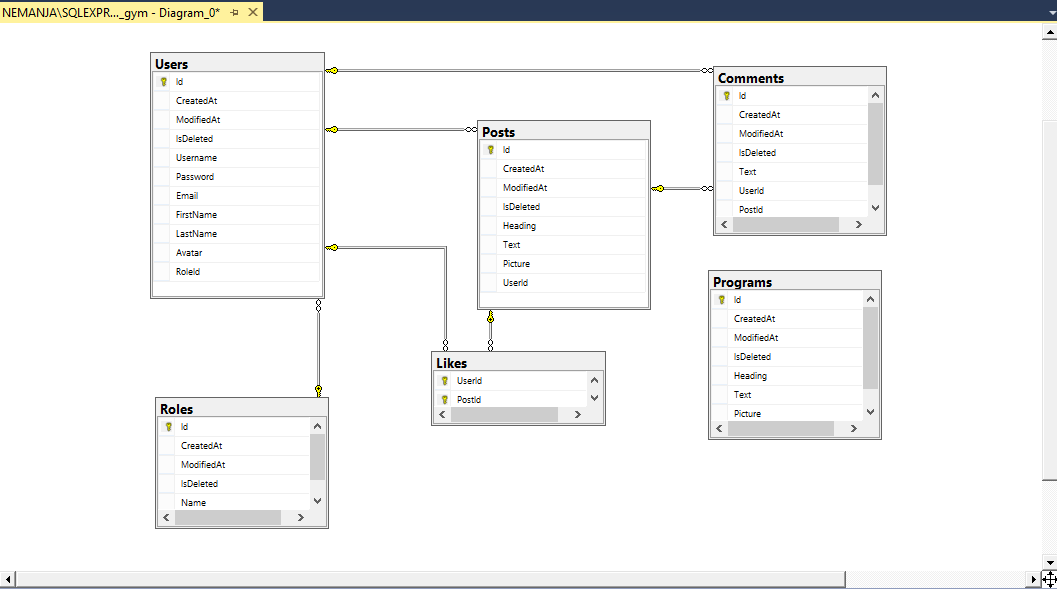 NEMANJA\SQLEXPR..._gym - Diagram_0*
Users
Id
CreatedAt
ModifiedAt
IsDeleted
Username
Password
Email
FirstName
LastName
Avatar
RoleId
Posts
Id
CreatedAt
ModifiedAt
IsDeleted
Heading
Text
Picture
UserId
Comments
Id
CreatedAt
ModifiedAt
IsDeleted
Text
UserId
PostId
Programs
Id
CreatedAt
ModifiedAt
IsDeleted
Heading
Text
Picture
Likes
UserId
PostId
Roles
Id
CreatedAt
ModifiedAt
IsDeleted
Name